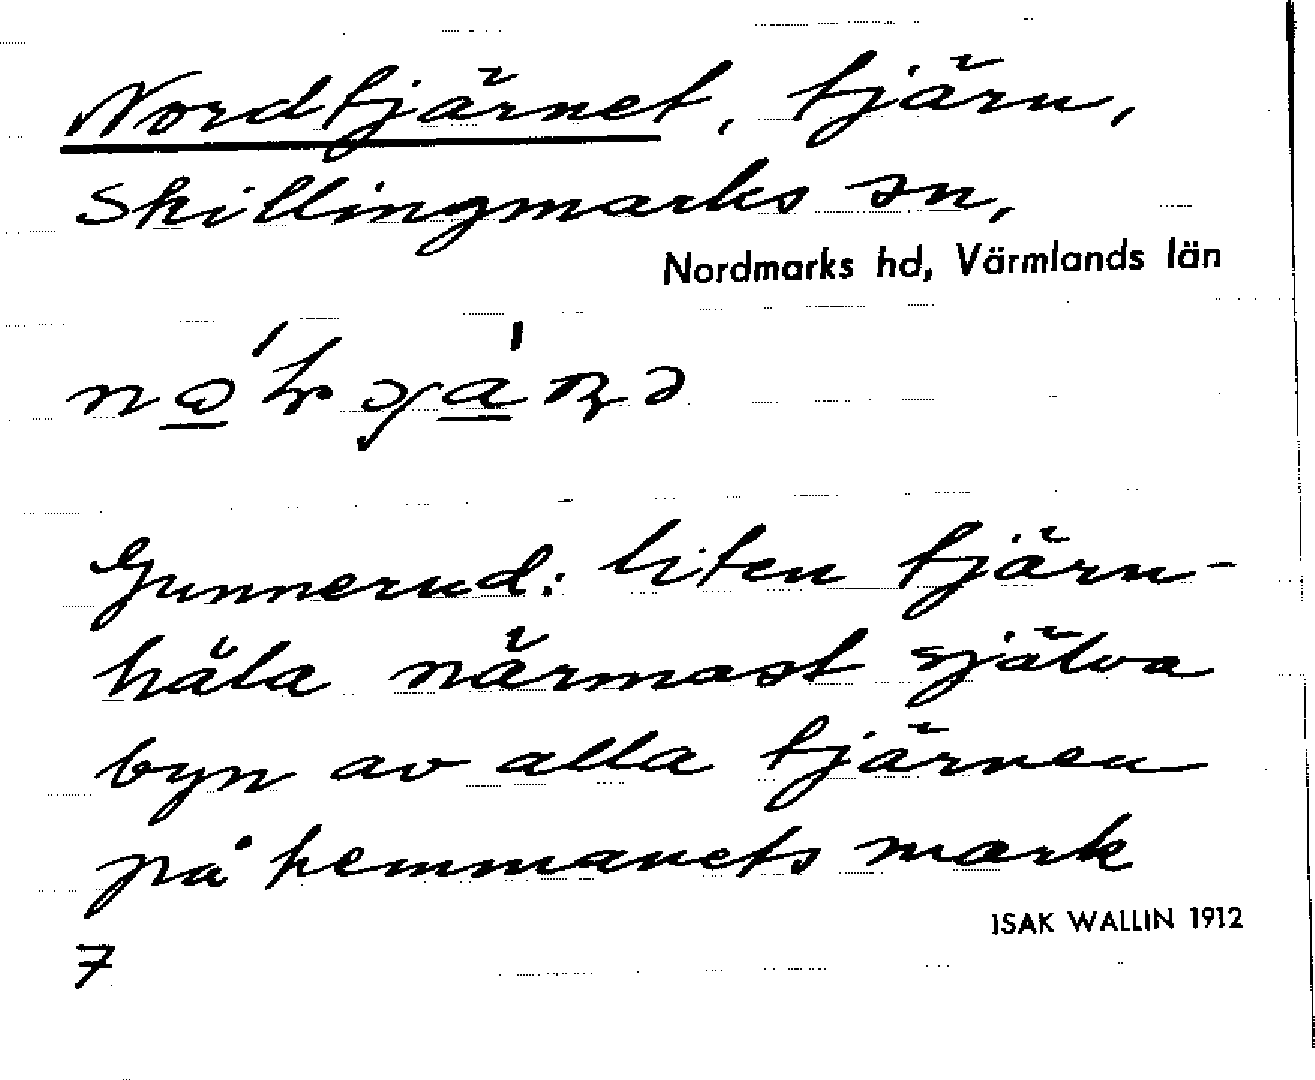 Nordtjärnet, tjärn,
Skillingmarks sn,
Nordmarks hd, Värmlands län
Gunnerud: liten tjärn-
håla närmast själva
byn av alla tjärnen
på hemmanets mark
ISAK WALLIN 1912
7